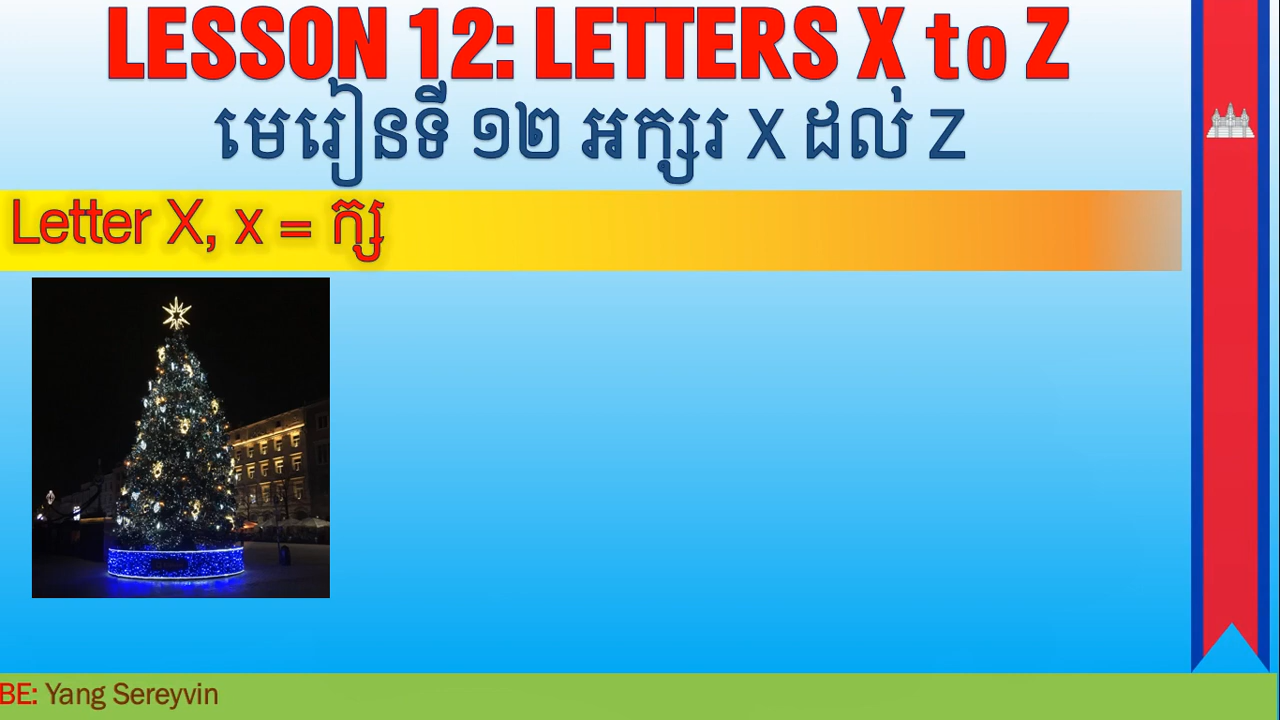 LESSON 12: LETTERS X to Z
មេរៀនទី ១២ អក្សរ X ដល់ Z
Letter X, x = ក្ស
BE: Yang Sereyvin